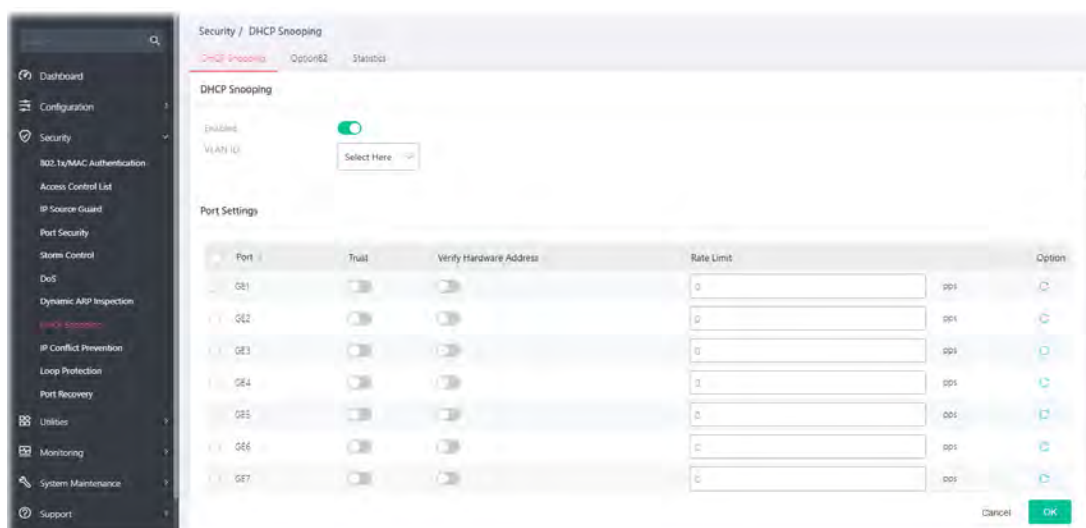 Dashboard
Configuration
Security
802.1x/MAC Authentication
Access Control List
IP Source Guard
Port Security
Storm Control
DoS
Dynamic ARP Inspection
DHCP Snooping
IP Conflict Prevention
Loop Protection
Port Recovery
Utilities
Monitoring
System Maintenance
Support
Security / DHCP Snooping
DHCP Snooping Option82 Statistics
DHCP Snooping
Enabled
VLAN ID
Select Here
Port Settings
Port Trust Verify Hardware Address Rate Limit Option
GE1 0 pps
GE2 0 pps
GE3 0 pps
GE4 0 pps
GE5 0 pps
GE6 0 pps
GE7 0 pps
Cancel OK